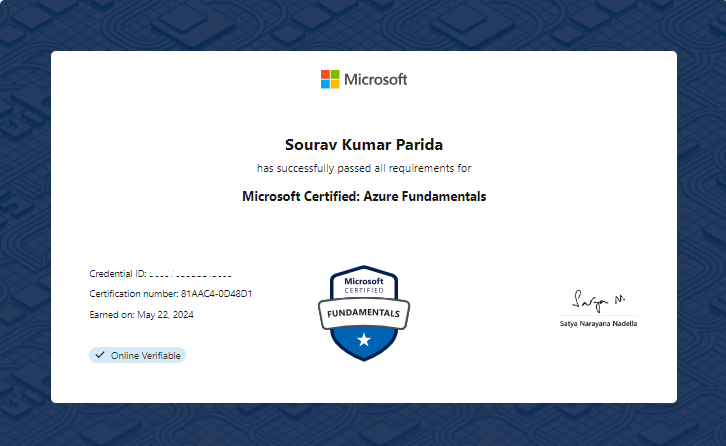 Microsoft
Sourav Kumar Parida
has successfully passed all requirements for
Microsoft Certified: Azure Fundamentals
Credential ID:
Certification number: 81AAC4-0D48D1
Earned on: May 22, 2024
Online Verifiable
Microsoft
CERTIFIED
FUNDAMENTALS
Satya N.
Satya Narayana Nadella